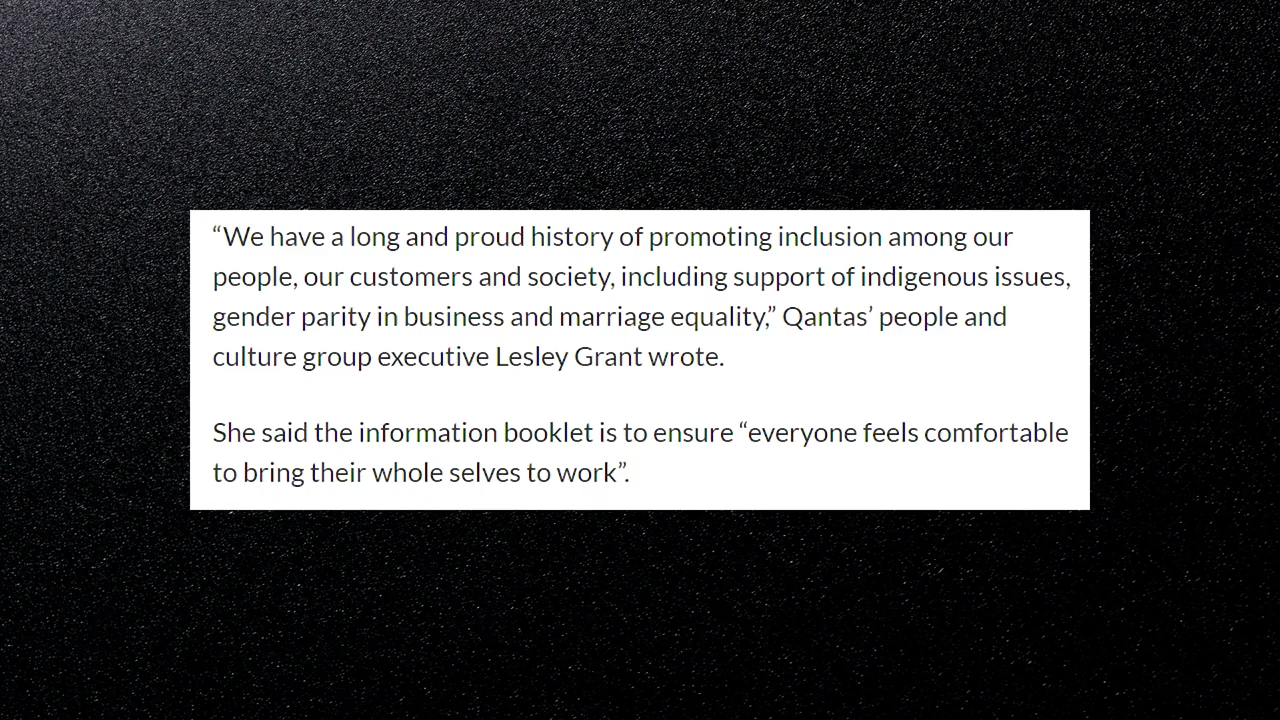 “We have a long and proud history of promoting inclusion among our
people, our customers and society, including support of indigenous issues,
gender parity in business and marriage equality,” Qantas’ people and
culture group executive Lesley Grant wrote.
She said the information booklet is to ensure “everyone feels comfortable
to bring their whole selves to work”.